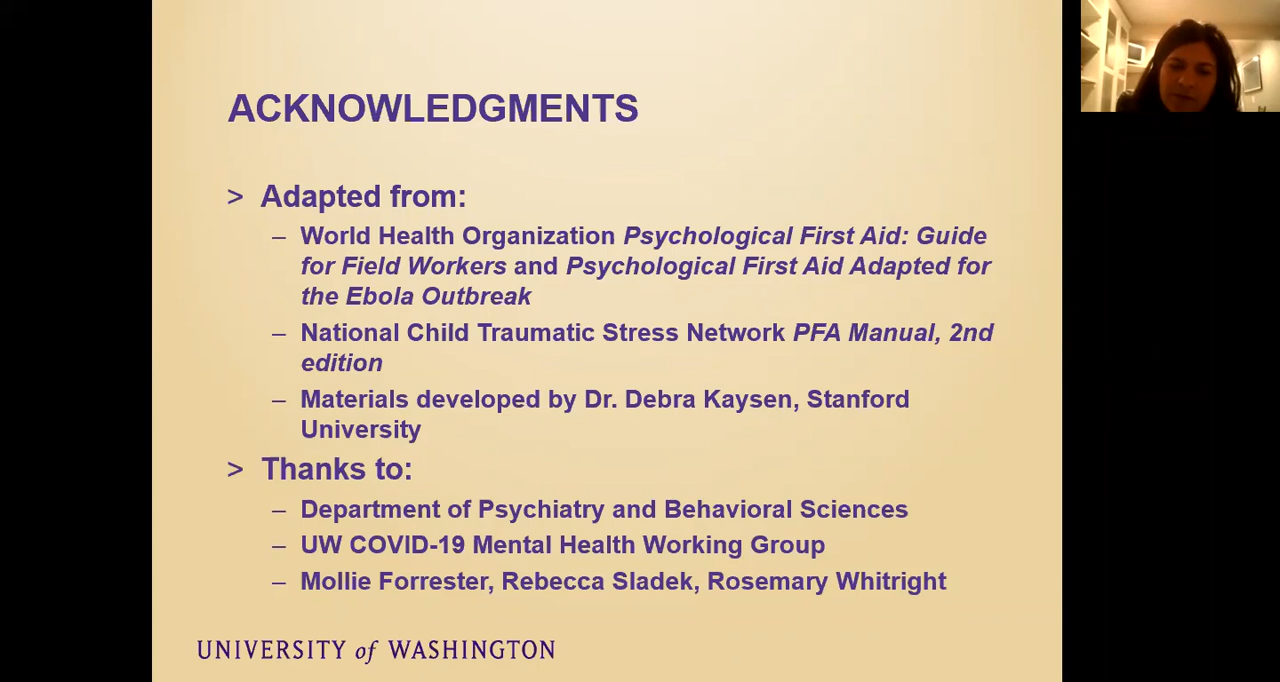 ACKNOWLEDGMENTS
> Adapted from:
– World Health Organization Psychological First Aid: Guide
for Field Workers and Psychological First Aid Adapted for
the Ebola Outbreak
– National Child Traumatic Stress Network PFA Manual, 2nd
edition
– Materials developed by Dr. Debra Kaysen, Stanford
University
> Thanks to:
– Department of Psychiatry and Behavioral Sciences
– UW COVID-19 Mental Health Working Group
– Mollie Forrester, Rebecca Sladek, Rosemary Whitright
UNIVERSITY of WASHINGTON